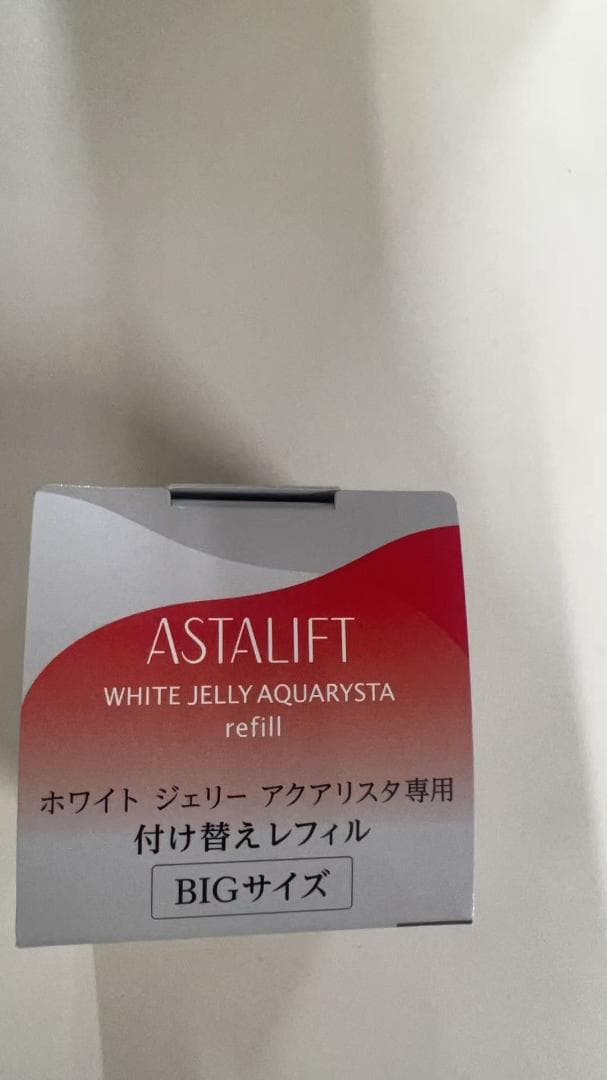 ASTALIFT
WHITE JELLY AQUARYSTA
refill
ホワイト ジェリー アクアリスタ専用
付け替えレフィル
BIGサイズ